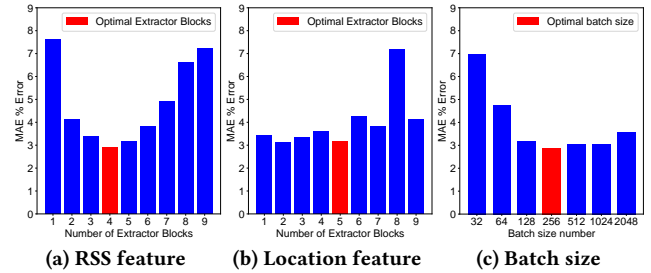 9
8
7
6
5
4
3
2
1
0
MAE % Error
Optimal Extractor Blocks
1 2 3 4 5 6 7 8 9
Number of Extractor Blocks
(a) RSS feature
9
8
7
6
5
4
3
2
1
0
MAE % Error
Optimal Extractor Blocks
1 2 3 4 5 6 7 8 9
Number of Extractor Blocks
(b) Location feature
9
8
7
6
5
4
3
2
1
0
MAE % Error
Optimal batch size
32 64 128 256 512 1024 2048
Batch size number
(c) Batch size